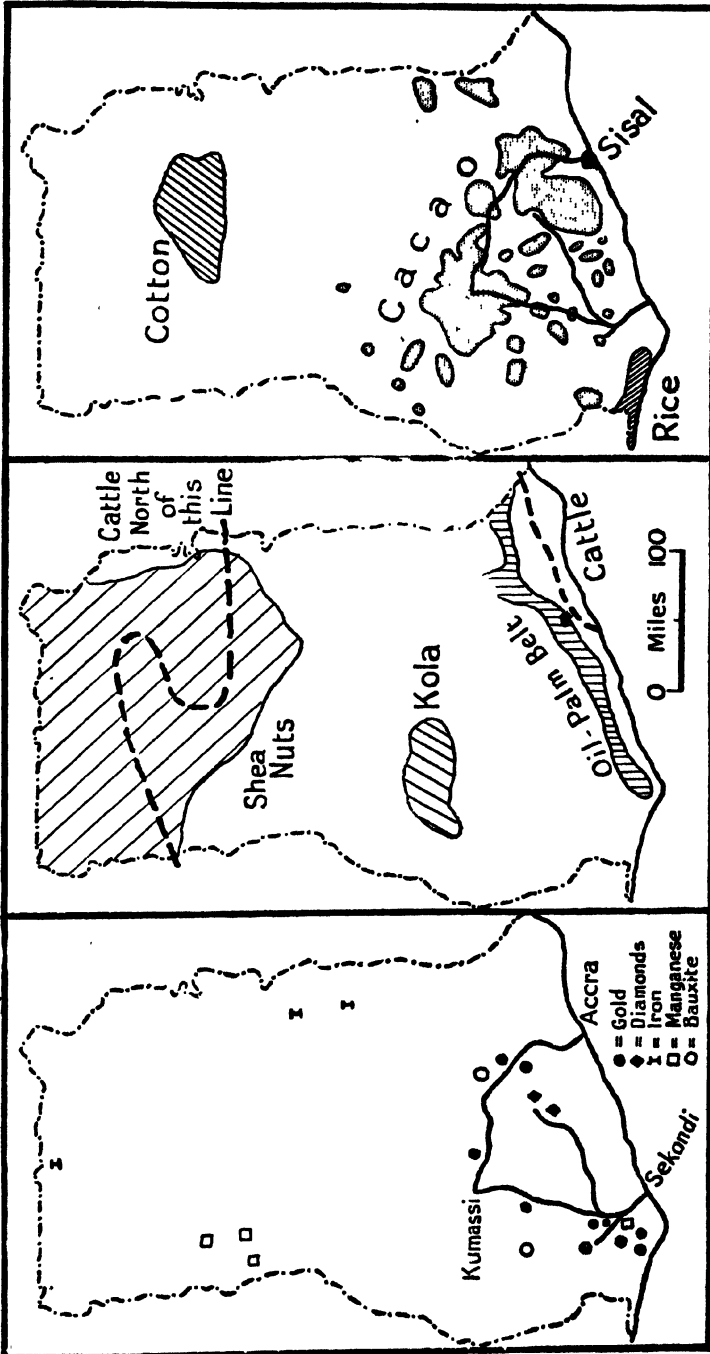 Cotton
Cacao
Sisal
Rice
Cattle
North
of
this
Line
Shea
Nuts
Kola
Oil-Palm Belt
Cattle
0 Miles 100
Kumassi
Accra
Sekondi
● = Gold
◆ = Diamonds
I = Iron
□ = Manganese
○ = Bauxite